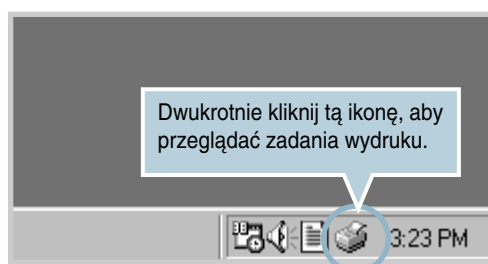 Dwukrotnie kliknij tą ikonę, aby
przeglądać zadania wydruku.
3:23 PM